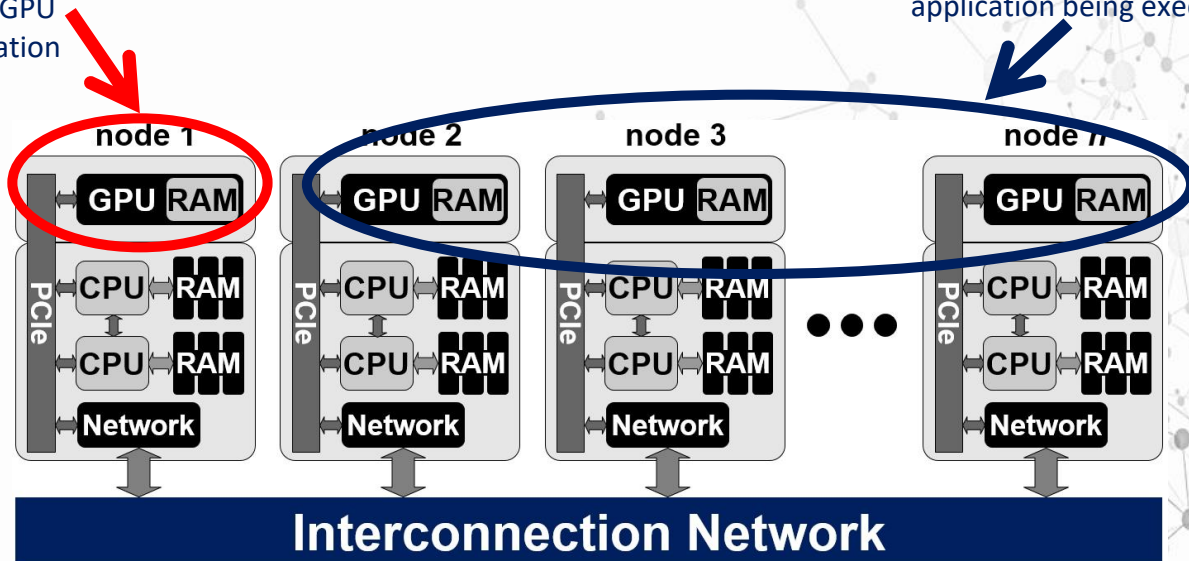 GPU
application being exec
ation
node 1
node 2
node 3
node n
GPU RAM
GPU RAM
GPU RAM
GPU RAM
PCIe
CPU RAM
CPU RAM
Network
PCIe
CPU RAM
CPU RAM
Network
PCIe
CPU RAM
CPU RAM
Network
PCIe
CPU RAM
CPU RAM
Network
Interconnection Network